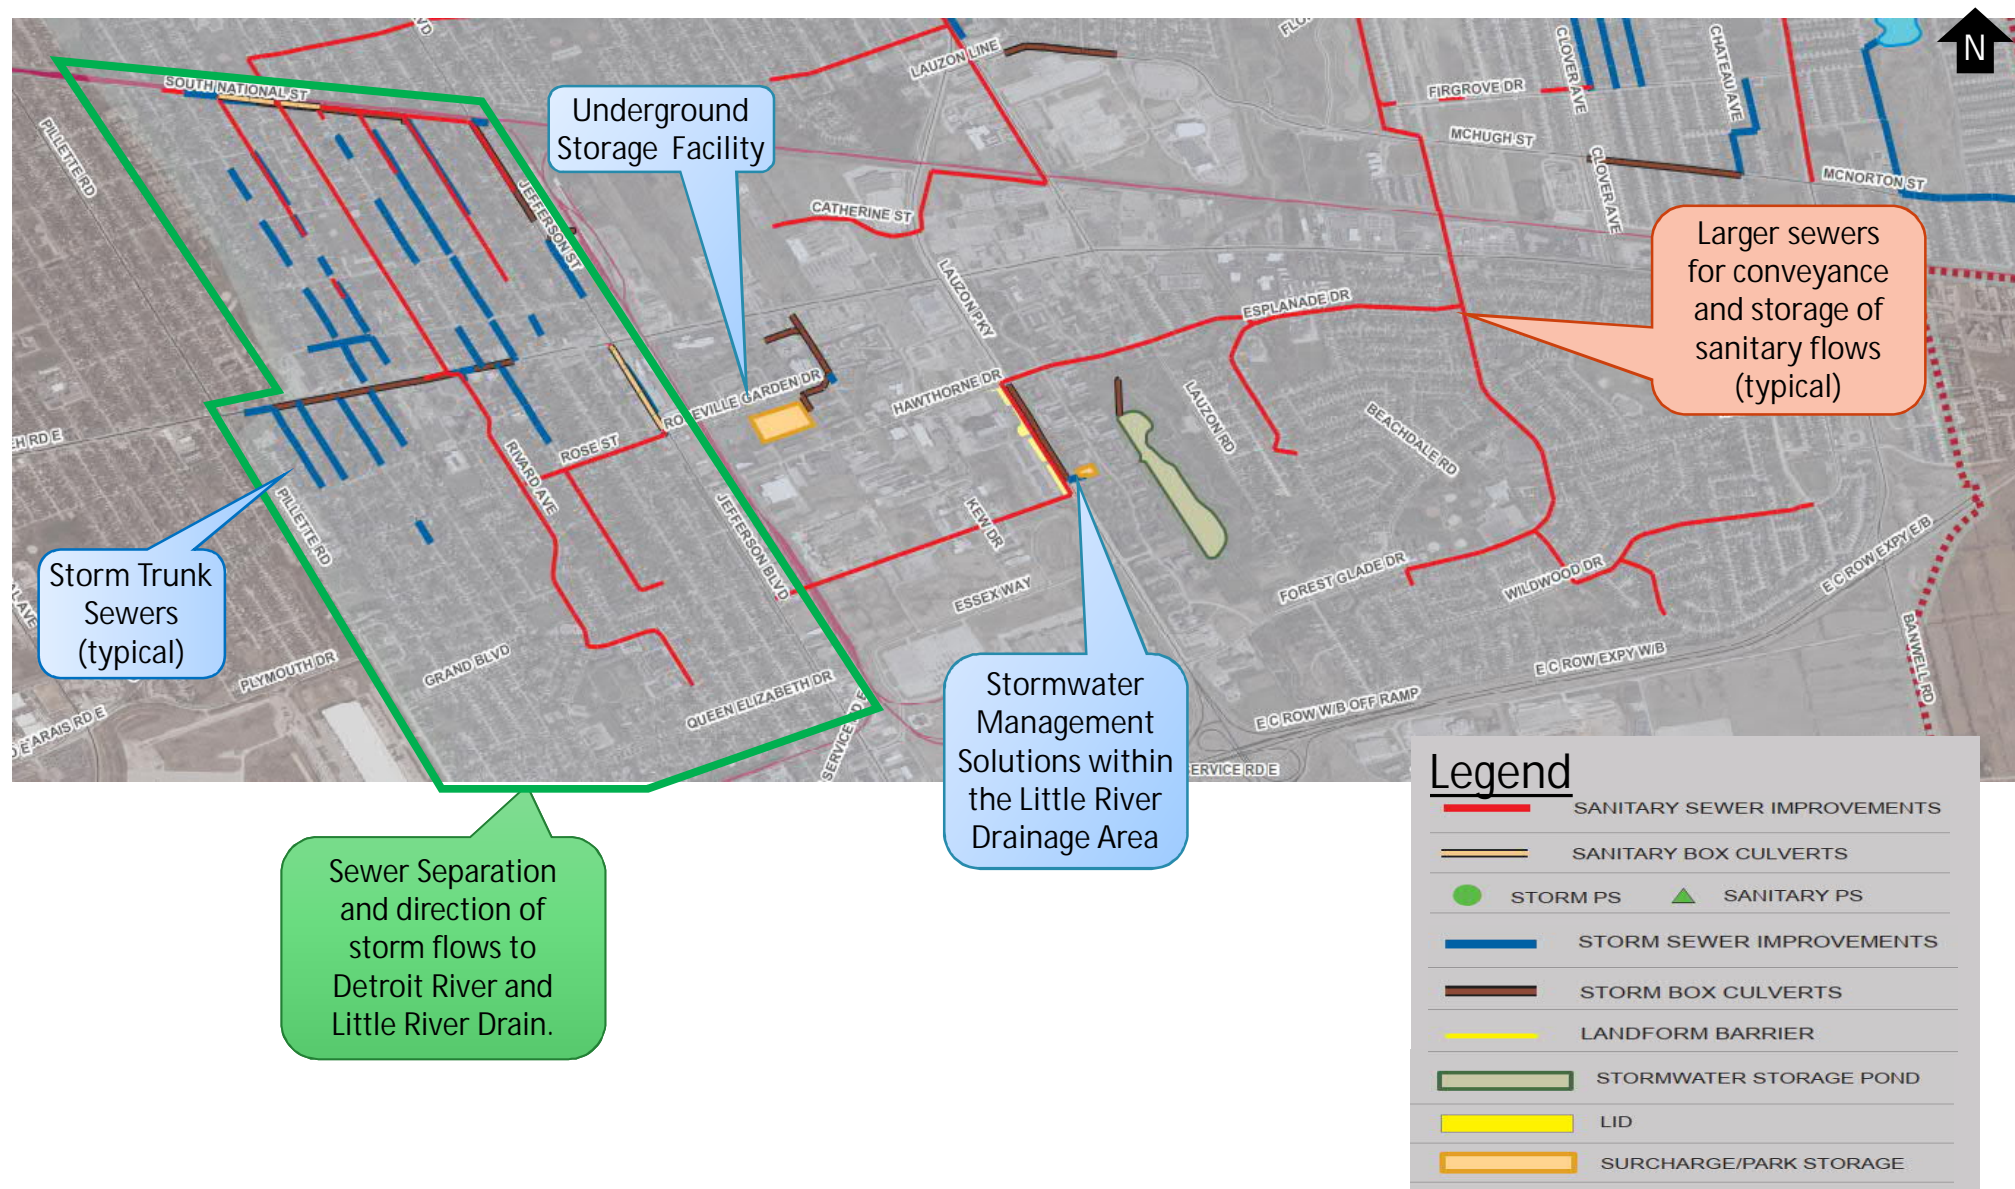 N
SOUTH NATIONAL ST
PILLETTE RD
JEFFERSON ST
Underground
Storage Facility
LAUZON LINE
CATHERINE ST
LAUZON PKY
CLOVER AVE
CHATEAU AVE
FIRGROVE DR
MCHUGH ST
CLOVER AVE
MCNORTON ST
Larger sewers
for conveyance
and storage of
sanitary flows
(typical)
ESPLANADE DR
HAWTHORNE DR
LAUZON RD
BEACHDALE RD
ROSE ST
RIVARD AVE
PILLETTE RD
JEFFERSON BLVD
KEW DR
ESSEX WAY
FOREST GLADE DR
WILDWOOD DR
E C ROW EXPY E/B
BANWELL RD
E C ROW EXPY W/B
E C ROW W/B OFF RAMP
Storm Trunk
Sewers
(typical)
PLYMOUTH DR
GRAND BLVD
QUEEN ELIZABETH DR
SERVICE RD E
Stormwater
Management
Solutions within
the Little River
Drainage Area
Sewer Separation
and direction of
storm flows to
Detroit River and
Little River Drain.
Legend
SANITARY SEWER IMPROVEMENTS
SANITARY BOX CULVERTS
STORM PS SANITARY PS
STORM SEWER IMPROVEMENTS
STORM BOX CULVERTS
LANDFORM BARRIER
STORMWATER STORAGE POND
LID
SURCHARGE/PARK STORAGE